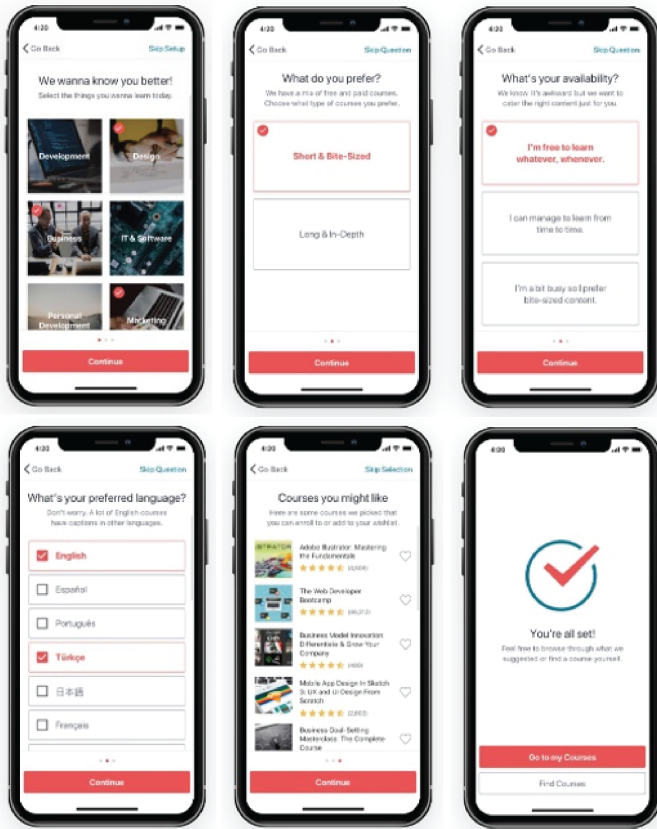 4:20
Go Back
Skip Setup
We wanna know you better!
Select the things you wanna learn today.
Development
Design
Business
IT & Software
Personal
Development
Marketing
Continue
4:20
Go Back
Skip Question
What do you prefer?
We have a mix of free and paid courses.
Choose what type of courses you prefer.
Short & Bite-Sized
Long & In-Depth
Continue
4:20
Go Back
Skip Question
What's your availability?
We know it's awkward but we want to
cater the right content just for you.
I'm free to learn
whatever, whenever.
I can manage to learn from
time to time.
I'm a bit busy so I prefer
bite-sized content.
Continue
4:20
Go Back
Skip Question
What's your preferred language?
Don't worry. A lot of English courses
have captions in other languages.
English
Español
Português
Türkçe
日本語
Français
Continue
4:20
Go Back
Skip Selection
Courses you might like
Here are some courses we picked that
you can enroll to or add to your wishlist.
Adobe Illustrator: Mastering
the Fundamentals
The Web Developer
Bootcamp
Business Model Innovation
Differentiate & Grow Your
Company
Mobile App Design In Sketch
3: UX and UI Design From
Scratch
Business Goal-Setting
Masterclass: The Complete
Course
Continue
4:20
You're all set!
Feel free to browse through what we
suggested or find a course yourself.
Go to my Courses
Find Courses